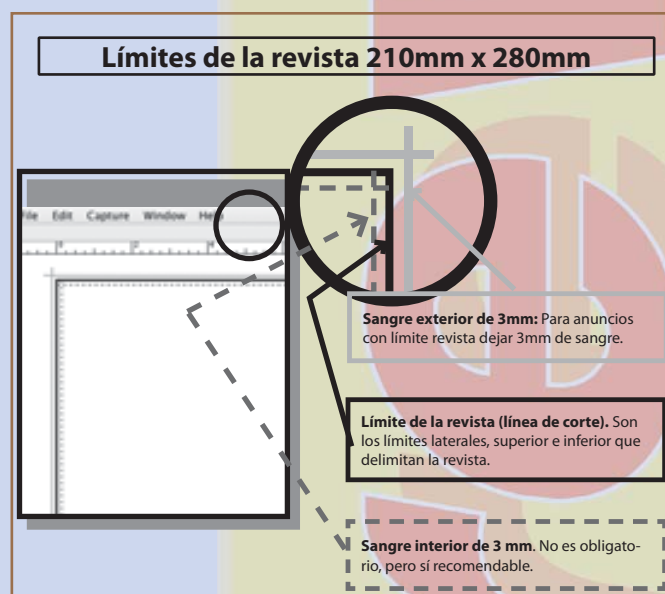 Límites de la revista 210mm x 280mm
File Edit Capture Window Help
Sangre exterior de 3mm: Para anuncios
con límite revista dejar 3mm de sangre.
Límite de la revista (línea de corte). Son
los límites laterales, superior e inferior que
delimitan la revista.
Sangre interior de 3 mm. No es obligato-
rio, pero sí recomendable.